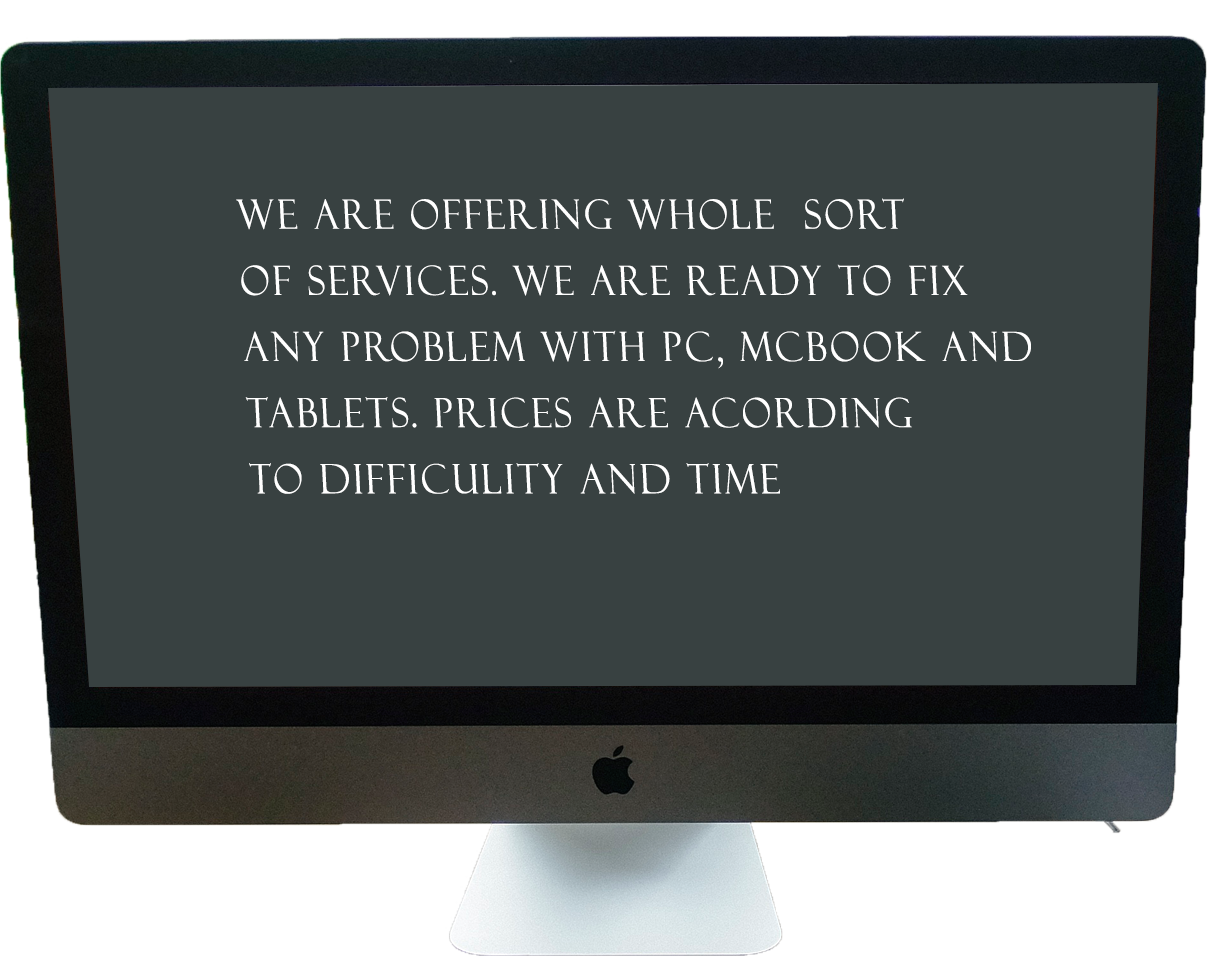 WE ARE OFFERING WHOLE  SORT
OF SERVICES. WE ARE READY TO FIX
ANY PROBLEM WITH PC, MCBOOK AND
TABLETS. PRICES ARE ACORDING
TO DIFFICULITY AND TIME